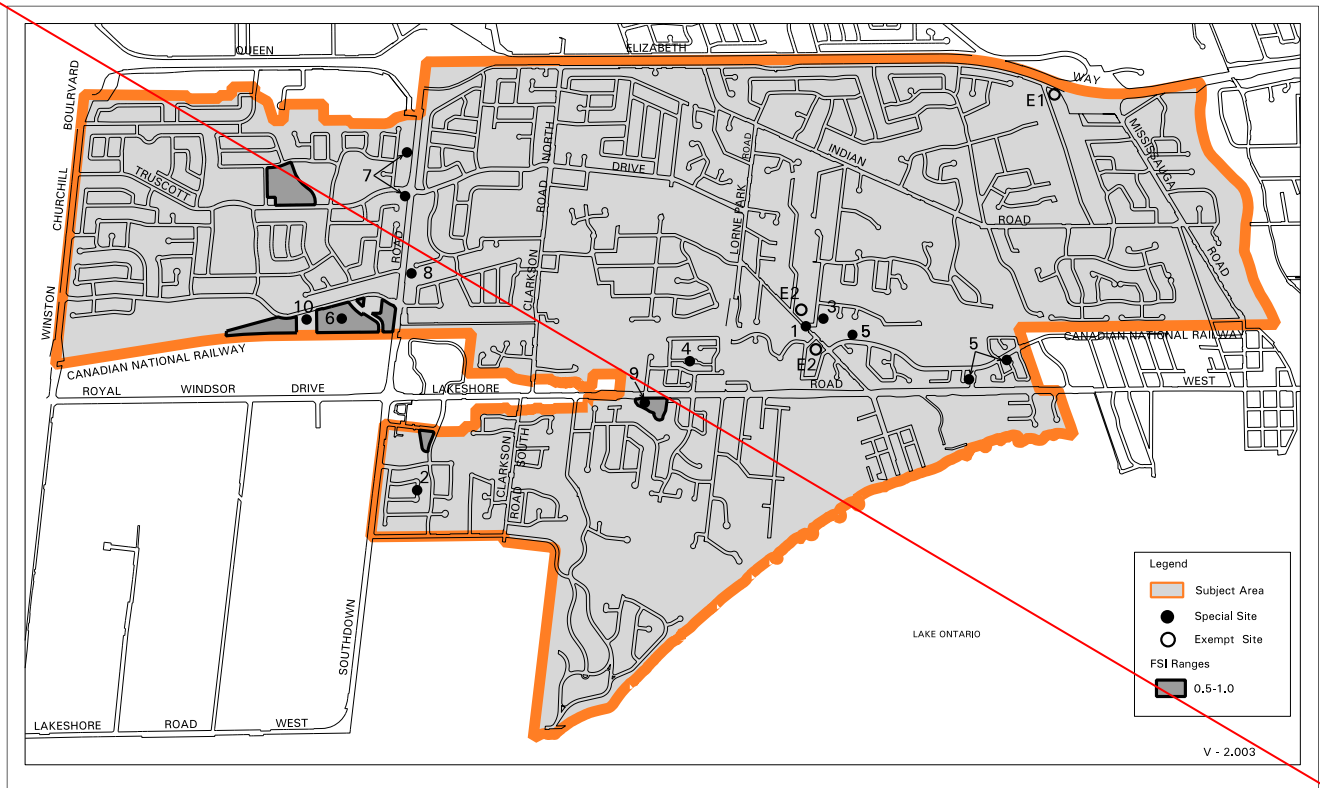 QUEEN
ELIZABETH
WAY
E1
BOULRVARD
CHURCHILL
WINSTON
TRUSCOTT
DRIVE
7
ROAD
8
NORTH
ROAD
CLARKSON
ROAD
LORNE PARK
INDIAN
ROAD
MISSISSAUGA
ROAD
10
6
E2
3
1
5
E2
4
5
9
CANADIAN NATIONAL RAILWAY
CANADIAN NATIONAL RAILWAY
ROYAL WINDSOR DRIVE
LAKESHORE
ROAD
WEST
CLARKSON
ROAD SOUTH
2
SOUTHDOWN
LAKESHORE ROAD WEST
LAKE ONTARIO
Legend
Subject Area
Special Site
Exempt Site
FSI Ranges
0.5-1.0
V - 2.003